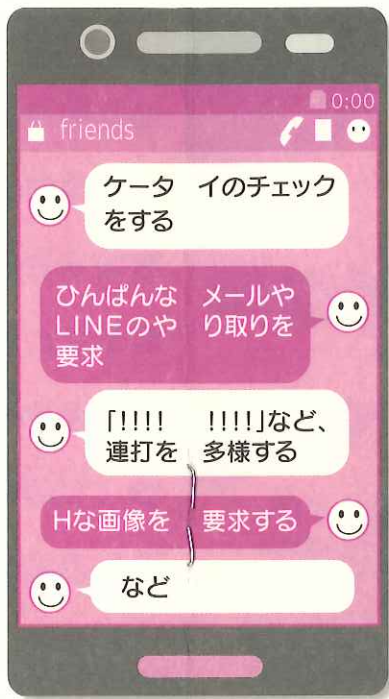 0:00
friends
ケータイのチェック
をする
ひんぱんなメールや
LINEのやり取りを
要求
「!!!! !!!!」など、
連打を多様する
Hな画像を要求する
など